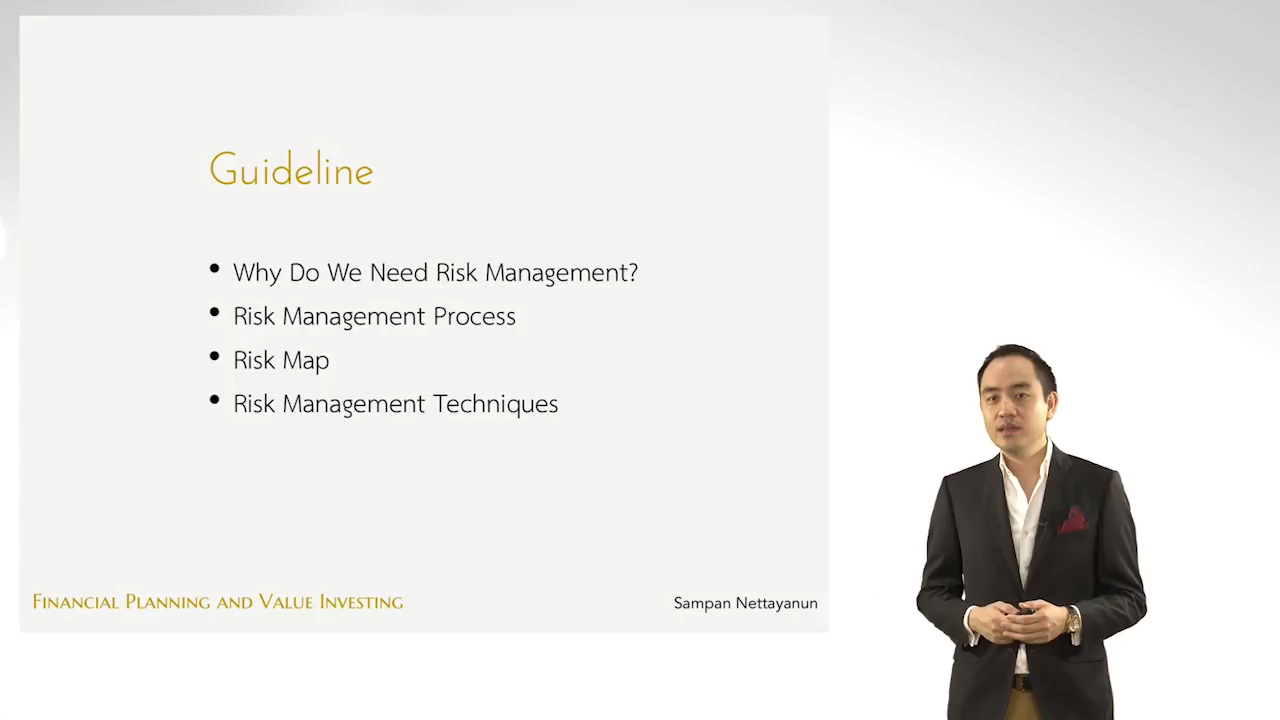 Guideline
• Why Do We Need Risk Management?
• Risk Management Process
• Risk Map
• Risk Management Techniques
Financial Planning and Value Investing
Sampan Nettayanun